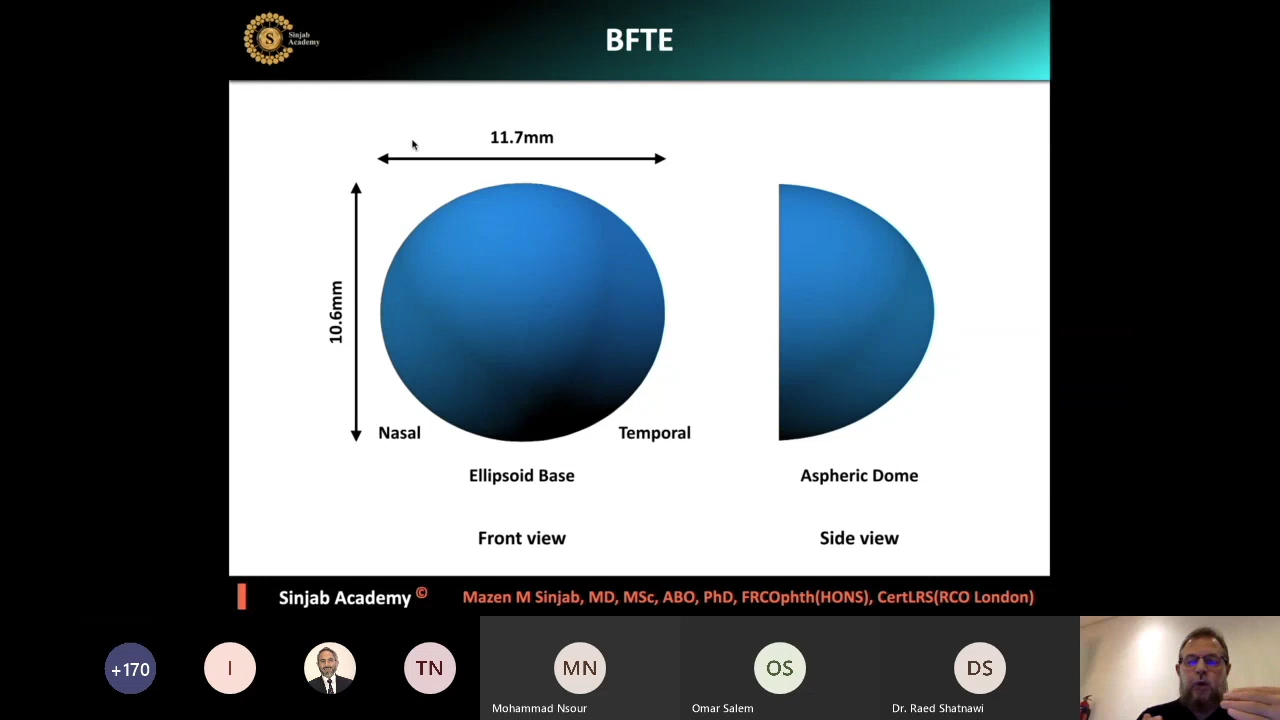 S
Sinjab
Academy
BFTE
11.7mm
10.6mm
Nasal
Temporal
Ellipsoid Base
Aspheric Dome
Front view
Side view
Sinjab Academy ©
Mazen M Sinjab, MD, MSc, ABO, PhD, FRCOphth(HONS), CertLRS(RCO London)
+170
I
TN
MN
OS
DS
Mohammad Nsour
Omar Salem
Dr. Raed Shatnawi